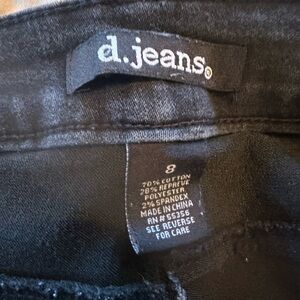 d.jeans®
8
70% COTTON
28% REPREVE
POLYESTER
2% SPANDEX
MADE IN CHINA
RN# 55356
SEE REVERSE
FOR CARE